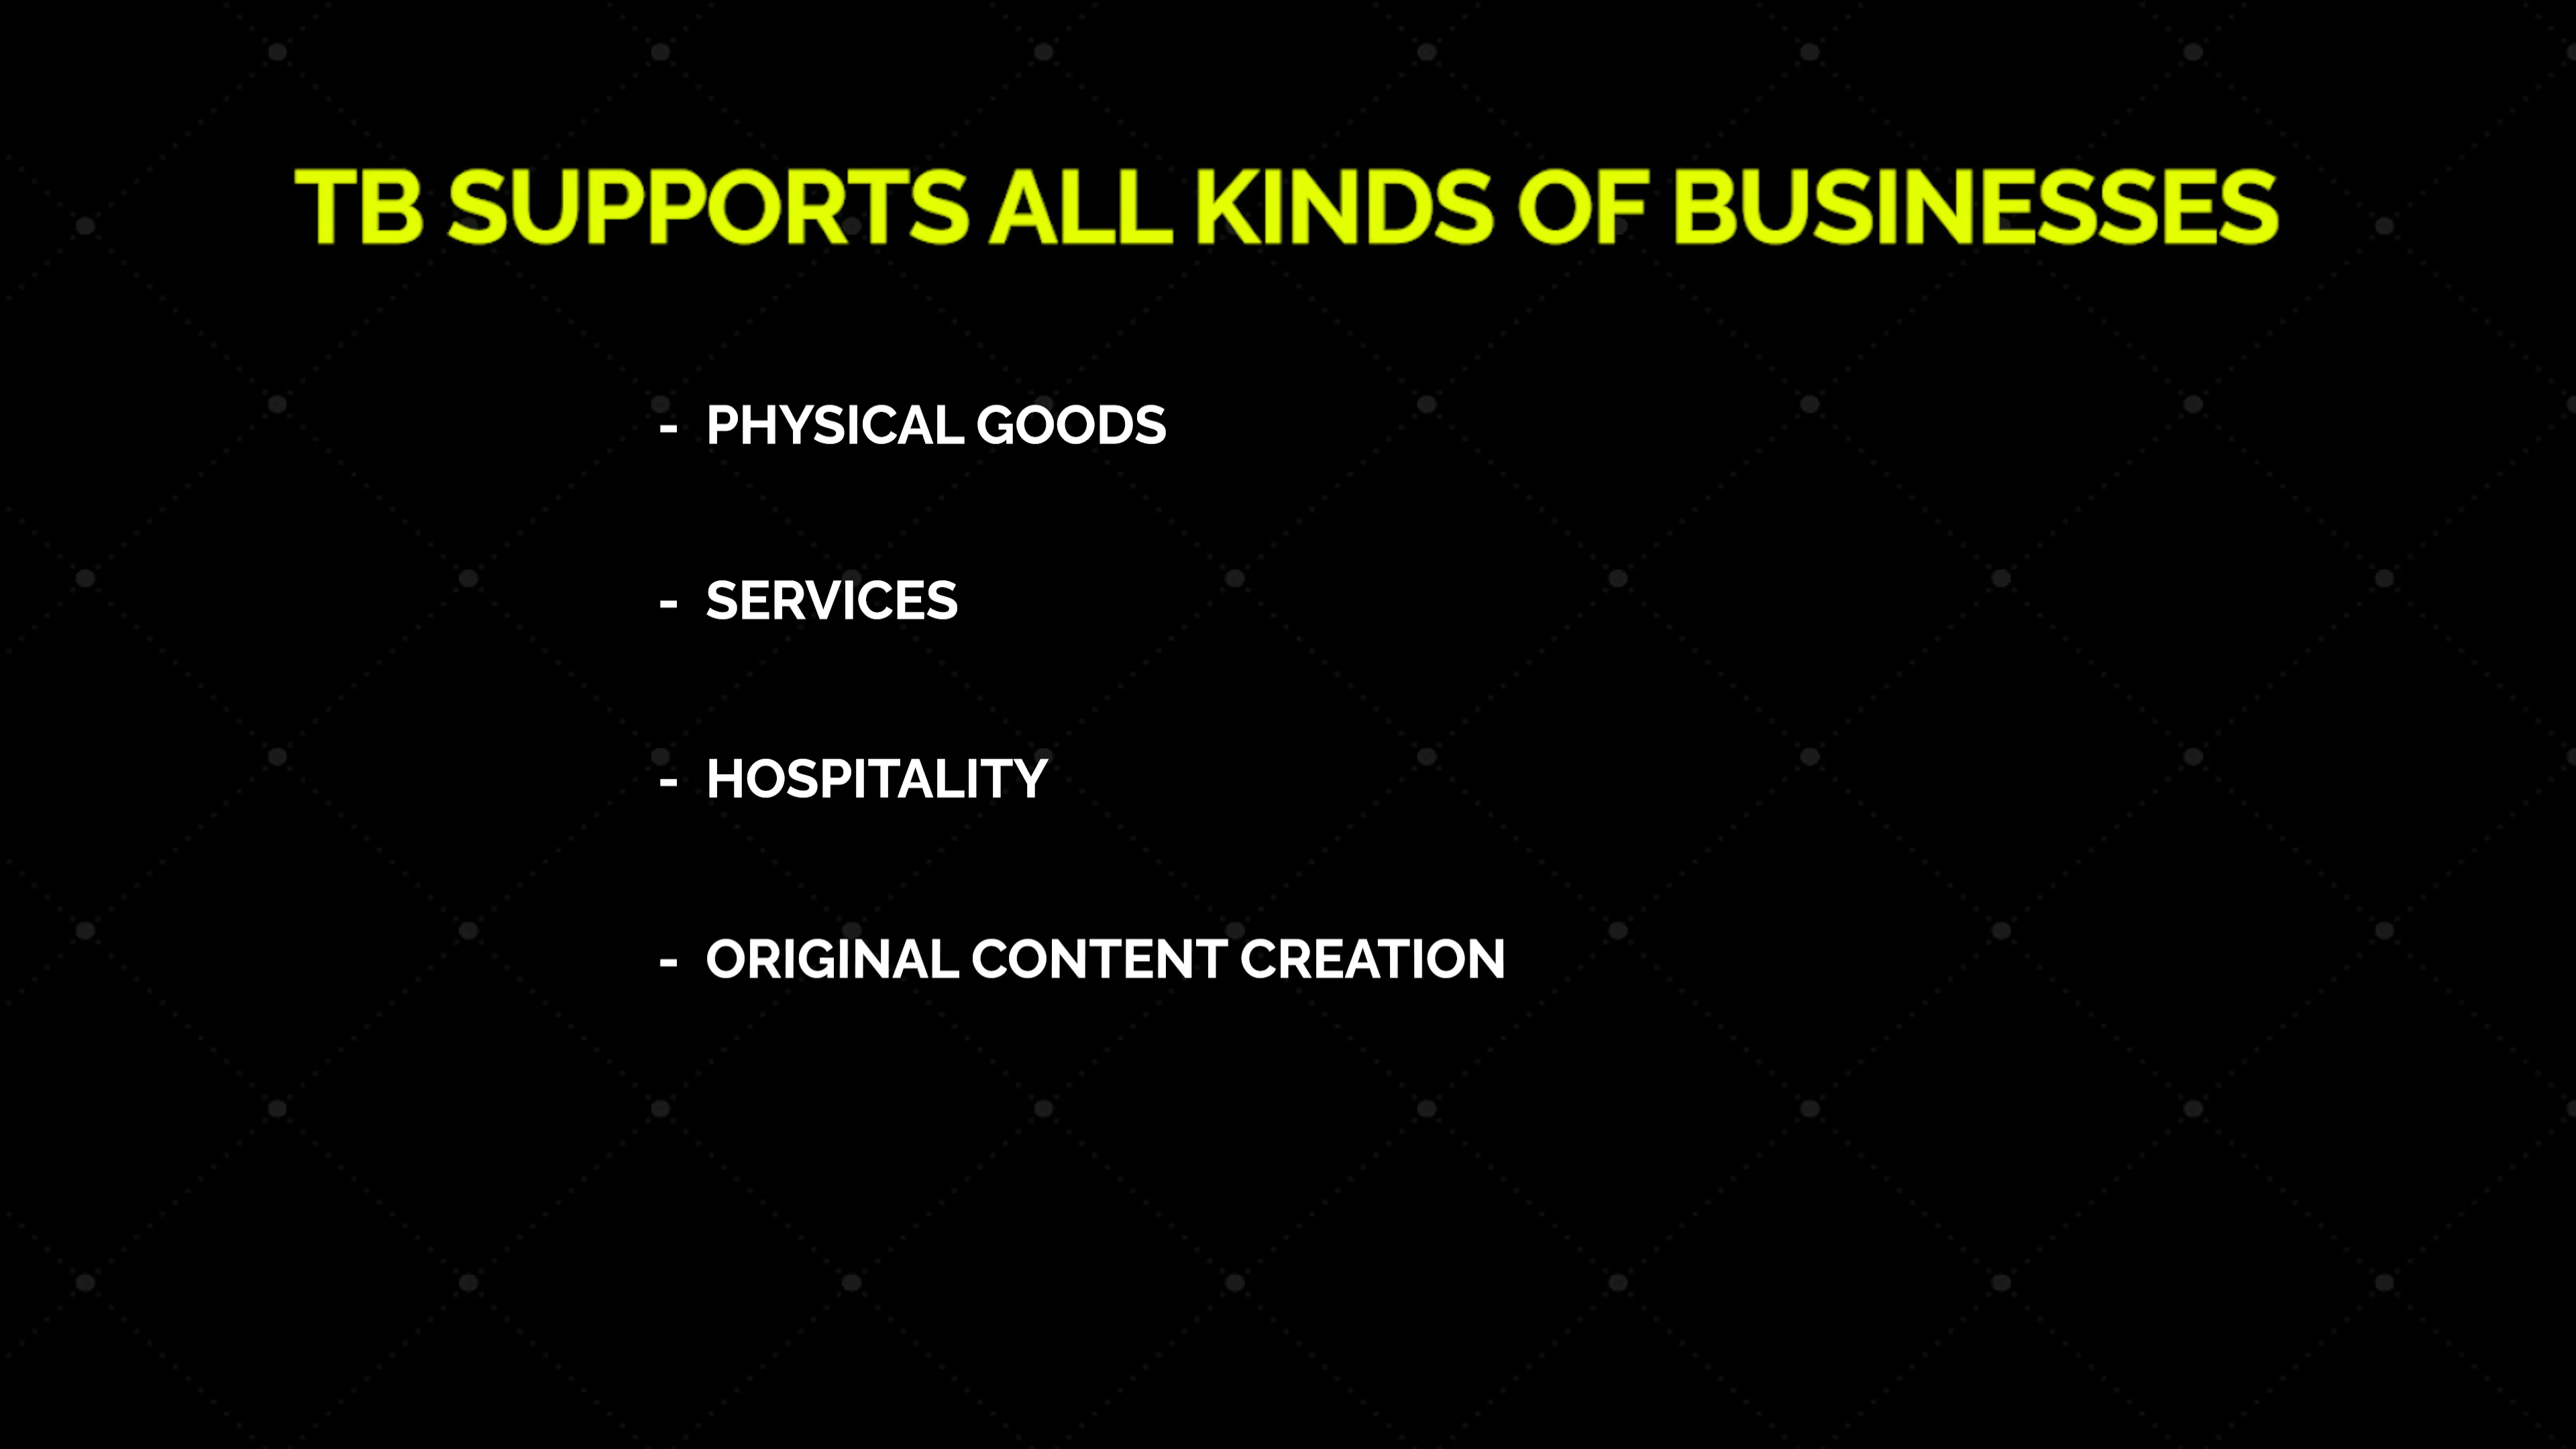 TB SUPPORTS ALL KINDS OF BUSINESSES
- PHYSICAL GOODS
- SERVICES
- HOSPITALITY
- ORIGINAL CONTENT CREATION